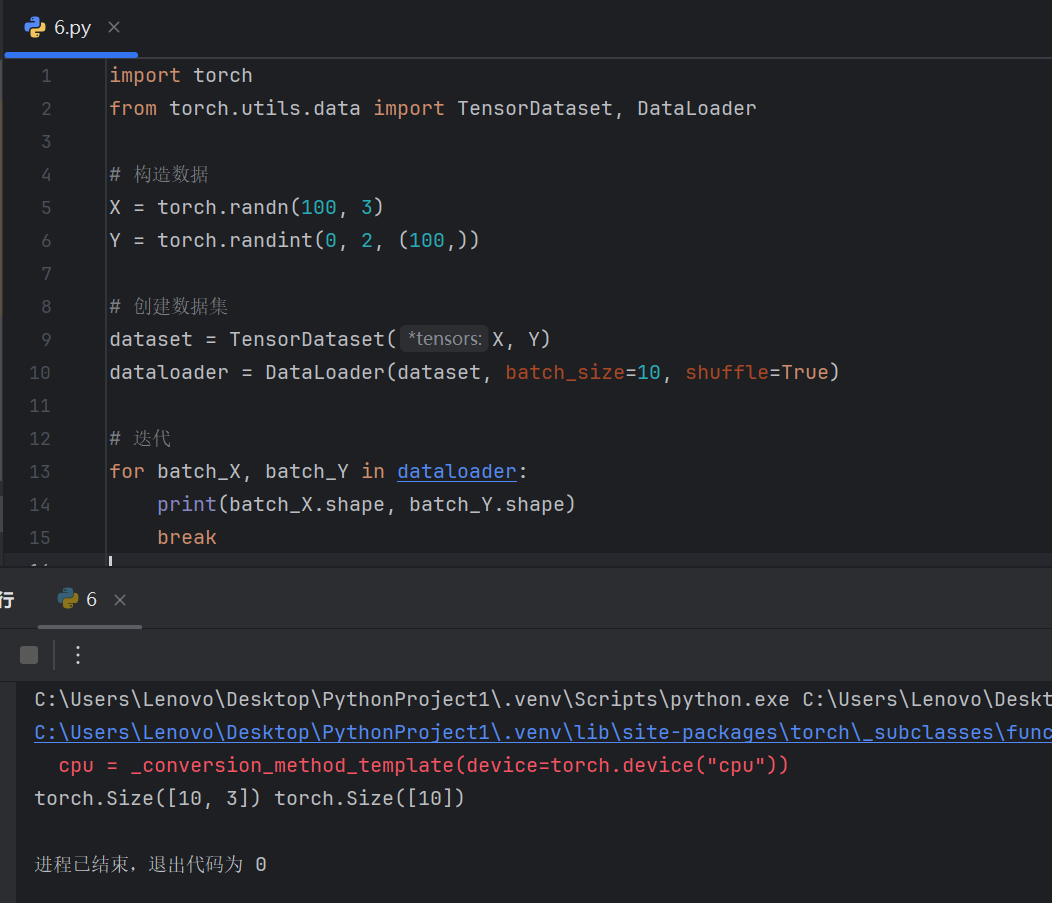 6.py
1 import torch
2 from torch.utils.data import TensorDataset, DataLoader
3
4 # 构造数据
5 X = torch.randn(100, 3)
6 Y = torch.randint(0, 2, (100,))
7
8 # 创建数据集
9 dataset = TensorDataset( *tensors: X, Y)
10 dataloader = DataLoader(dataset, batch_size=10, shuffle=True)
11
12 # 迭代
13 for batch_X, batch_Y in dataloader:
14     print(batch_X.shape, batch_Y.shape)
15     break
行 6
C:\Users\Lenovo\Desktop\PythonProject1\.venv\Scripts\python.exe C:\Users\Lenovo\Deskt
C:\Users\Lenovo\Desktop\PythonProject1\.venv\lib\site-packages\torch\_subclasses\func
  cpu = _conversion_method_template(device=torch.device("cpu"))
torch.Size([10, 3]) torch.Size([10])
进程已结束，退出代码为 0